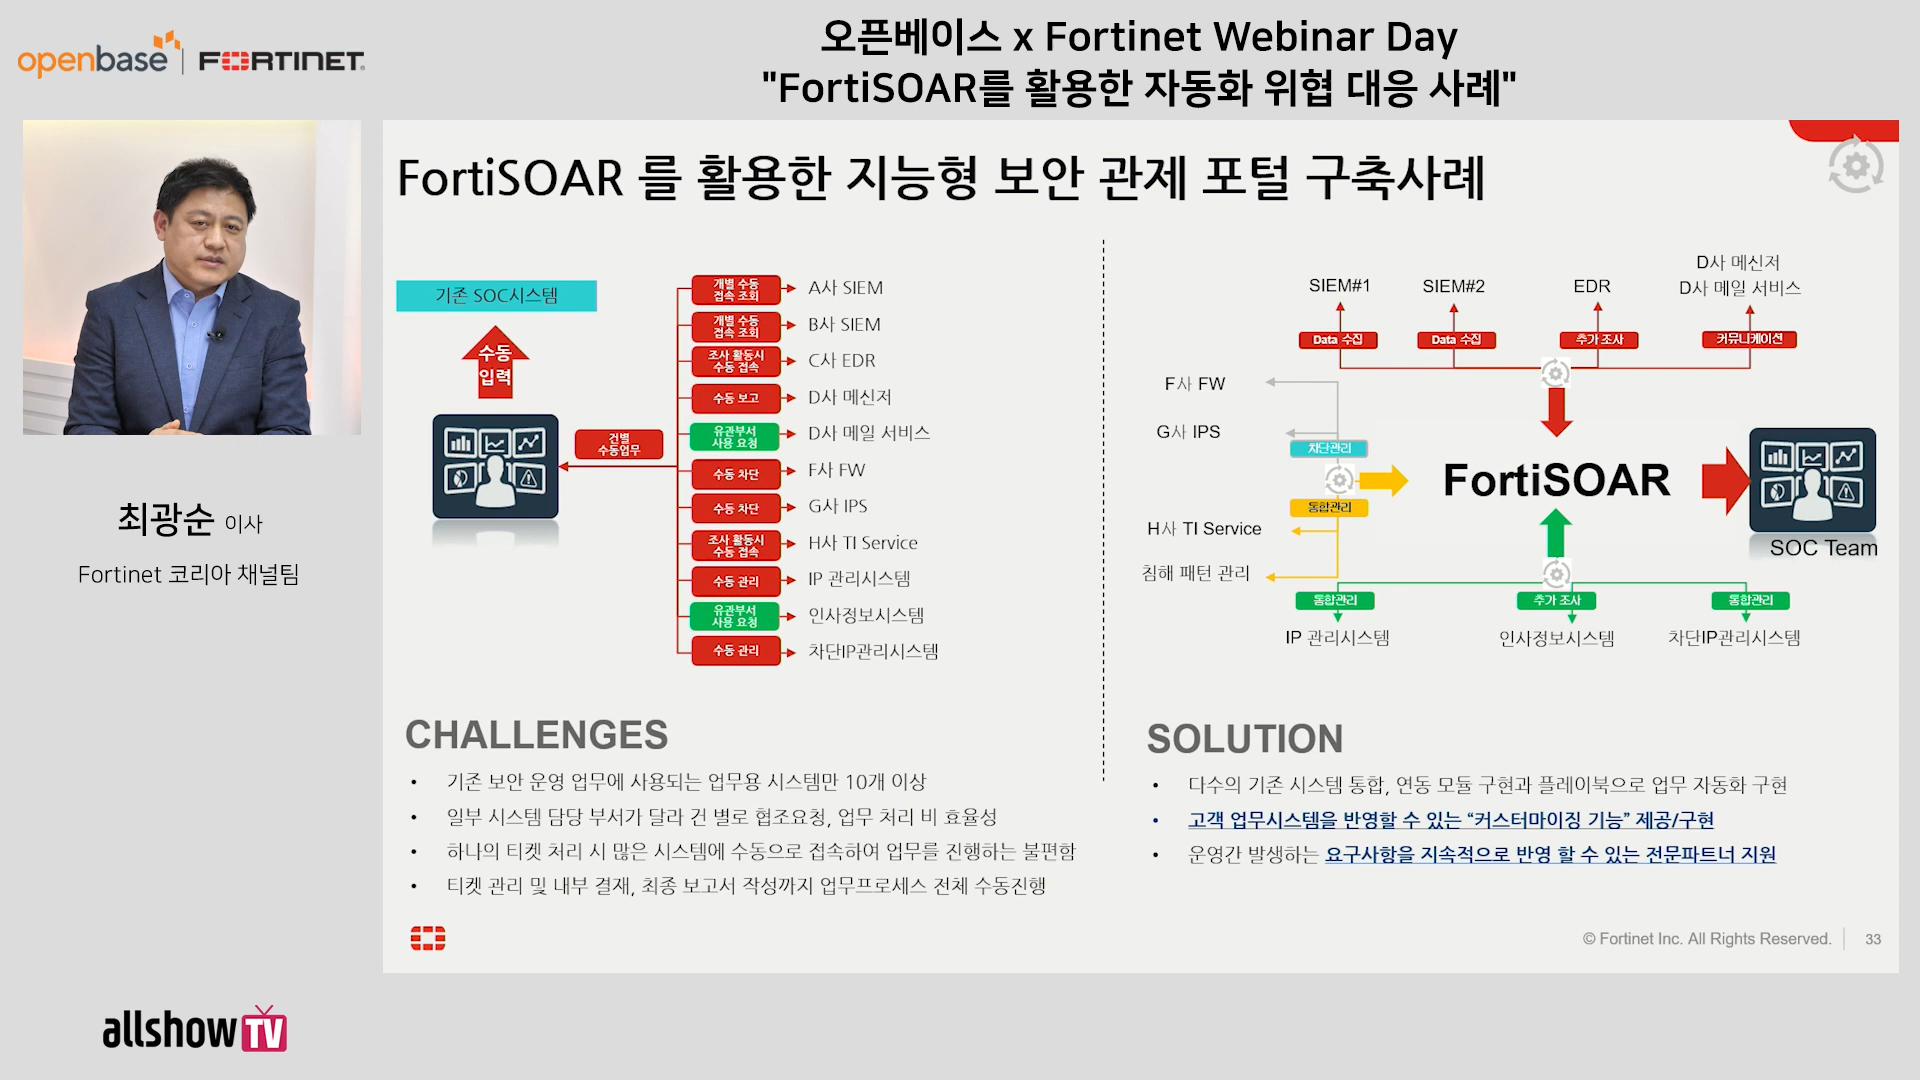 openbase
FORTINET
오픈베이스 x Fortinet Webinar Day
"FortiSOAR를 활용한 자동화 위협 대응 사례"
최광순 이사
Fortinet 코리아 채널팀
allshow TV
FortiSOAR 를 활용한 지능형 보안 관제 포털 구축사례
기존 SOC시스템
수동
입력
건별
수동업무
개별 수동
접속 조회
A사 SIEM
개별 수동
접속 조회
B사 SIEM
조사 활동시
수동 접속
C사 EDR
수동 보고
D사 메신저
유관부서
사용 요청
D사 메일 서비스
수동 차단
F사 FW
수동 차단
G사 IPS
조사 활동시
수동 접속
H사 TI Service
수동 관리
IP 관리시스템
유관부서
사용 요청
인사정보시스템
수동 관리
차단IP관리시스템
CHALLENGES
• 기존 보안 운영 업무에 사용되는 업무용 시스템만 10개 이상
• 일부 시스템 담당 부서가 달라 건 별로 협조요청, 업무 처리 비 효율성
• 하나의 티켓 처리 시 많은 시스템에 수동으로 접속하여 업무를 진행하는 불편함
• 티켓 관리 및 내부 결재, 최종 보고서 작성까지 업무프로세스 전체 수동진행
SIEM#1
SIEM#2
EDR
D사 메신저
D사 메일 서비스
Data 수집
Data 수집
추가 조사
커뮤니케이션
F사 FW
G사 IPS
차단관리
통합관리
H사 TI Service
침해 패턴 관리
FortiSOAR
SOC Team
통합관리
추가 조사
통합관리
IP 관리시스템
인사정보시스템
차단IP관리시스템
SOLUTION
• 다수의 기존 시스템 통합, 연동 모듈 구현과 플레이북으로 업무 자동화 구현
• 고객 업무시스템을 반영할 수 있는 “커스터마이징 기능” 제공/구현
• 운영간 발생하는 요구사항을 지속적으로 반영 할 수 있는 전문파트너 지원
© Fortinet Inc. All Rights Reserved.
33